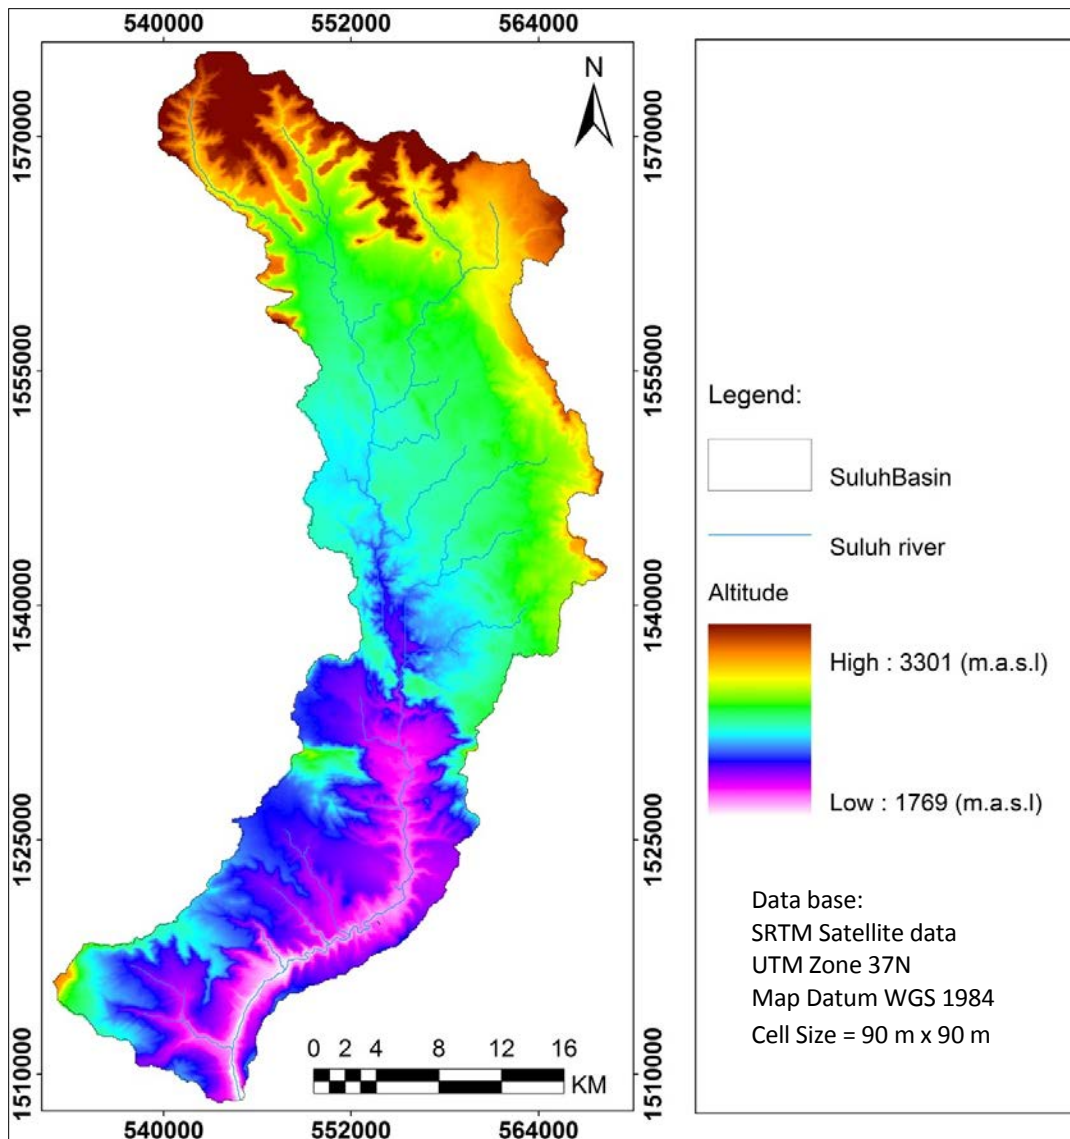 540000 552000 564000
N
1570000 1570000
1555000 1555000
1540000 1540000
1525000 1525000
1510000 1510000
0 2 4 8 12 16
KM
540000 552000 564000
Legend:
SuluhBasin
Suluh river
Altitude
High : 3301 (m.a.s.l)
Low : 1769 (m.a.s.l)
Data base:
SRTM Satellite data
UTM Zone 37N
Map Datum WGS 1984
Cell Size = 90 m x 90 m